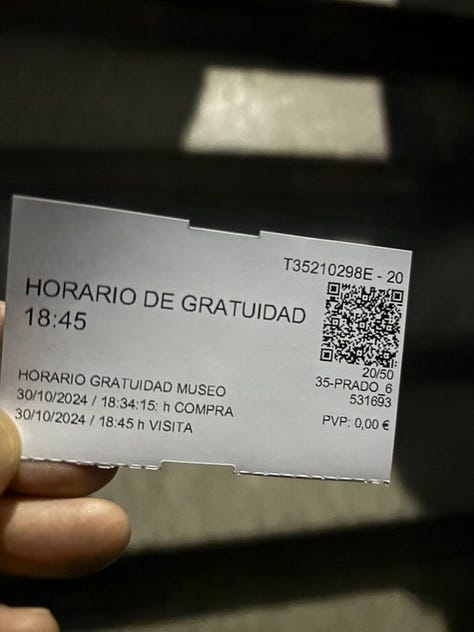 T35210298E - 20
HORARIO DE GRATUIDAD
18:45
20/50
35-PRADO_6
531693
PVP: 0,00 €
HORARIO GRATUIDAD MUSEO
30/10/2024 / 18:34:15: h COMPRA
30/10/2024 / 18:45 h VISITA